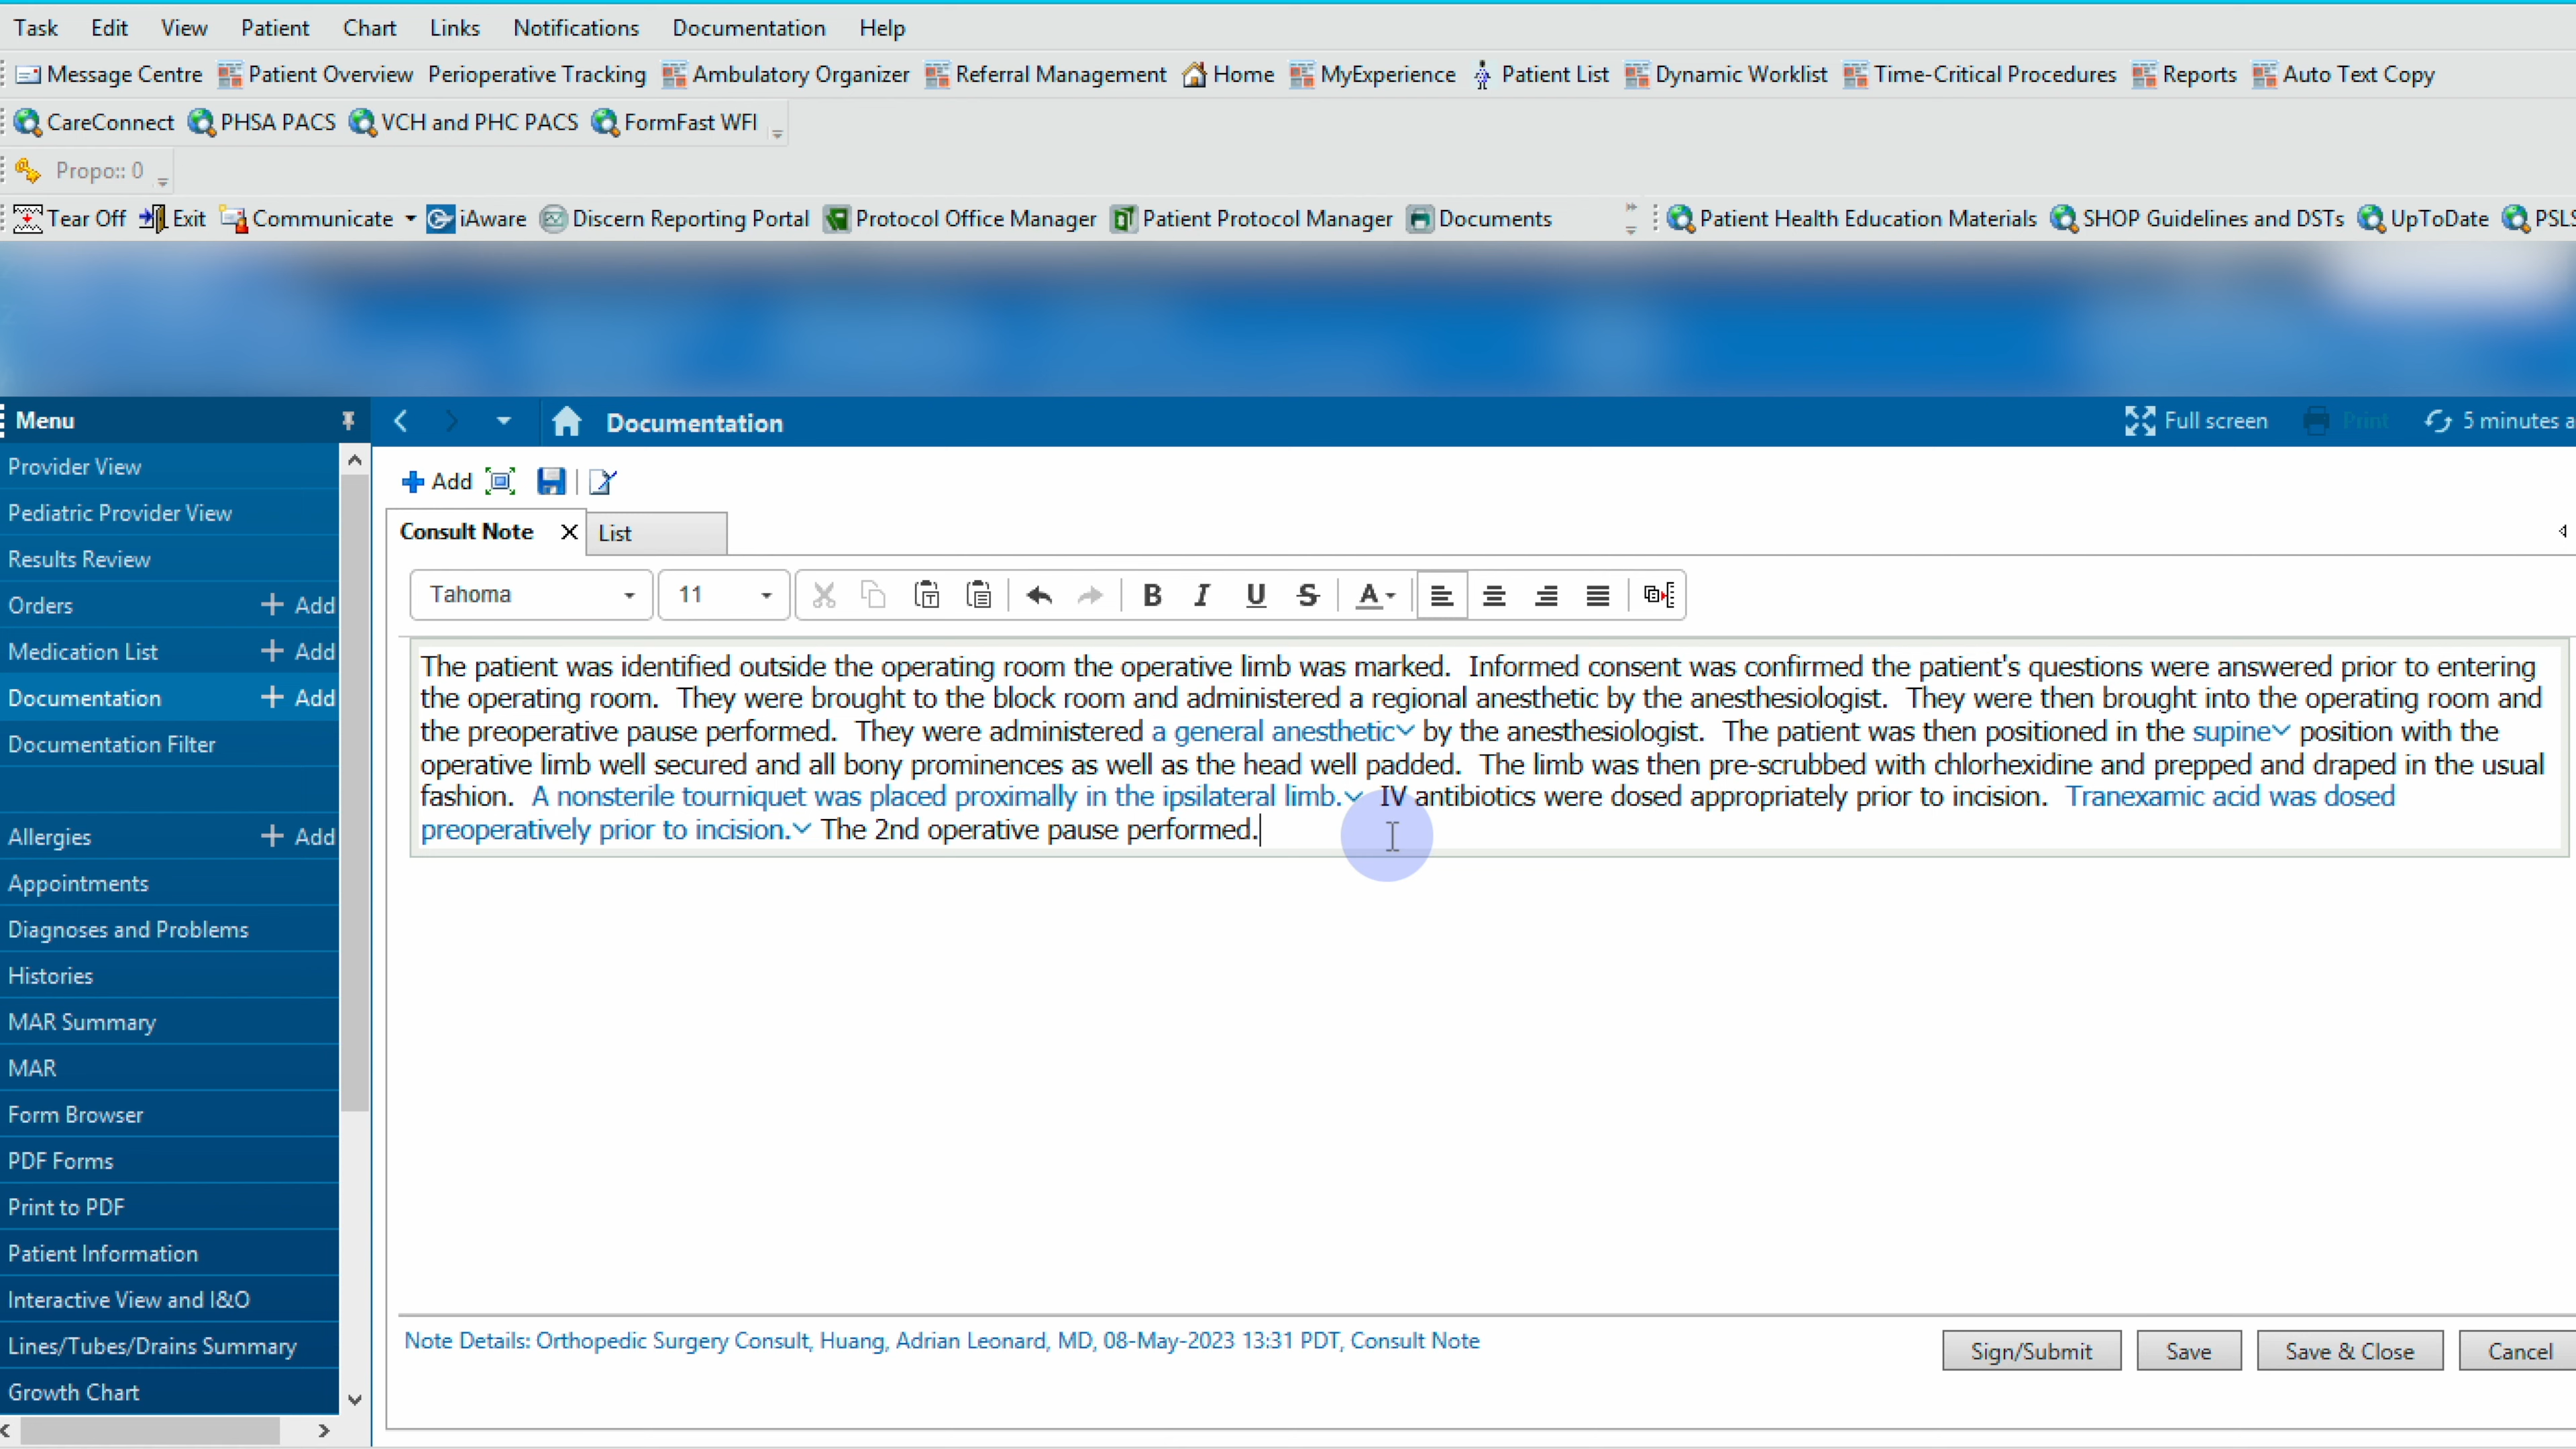 Task Edit View Patient Chart Links Notifications Documentation Help
Message Centre Patient Overview Perioperative Tracking Ambulatory Organizer Referral Management Home MyExperience Patient List Dynamic Worklist Time-Critical Procedures Reports Auto Text Copy
CareConnect PHSA PACS VCH and PHC PACS FormFast WFI
Propo:: 0
Tear Off Exit Communicate iAware Discern Reporting Portal Protocol Office Manager Patient Protocol Manager Documents Patient Health Education Materials SHOP Guidelines and DSTs UpToDate PSLS
Menu
Documentation
Full screen Print 5 minutes a
Provider View
Pediatric Provider View
Results Review
Orders Add
Medication List Add
Documentation Add
Documentation Filter
Allergies Add
Appointments
Diagnoses and Problems
Histories
MAR Summary
MAR
Form Browser
PDF Forms
Print to PDF
Patient Information
Interactive View and I&O
Lines/Tubes/Drains Summary
Growth Chart
Add
Consult Note List
Tahoma 11 B I U S A
The patient was identified outside the operating room the operative limb was marked. Informed consent was confirmed the patient's questions were answered prior to entering
the operating room. They were brought to the block room and administered a regional anesthetic by the anesthesiologist. They were then brought into the operating room and
the preoperative pause performed. They were administered a general anesthetic by the anesthesiologist. The patient was then positioned in the supine position with the
operative limb well secured and all bony prominences as well as the head well padded. The limb was then pre-scrubbed with chlorhexidine and prepped and draped in the usual
fashion. A nonsterile tourniquet was placed proximally in the ipsilateral limb. IV antibiotics were dosed appropriately prior to incision. Tranexamic acid was dosed
preoperatively prior to incision. The 2nd operative pause performed.
Note Details: Orthopedic Surgery Consult, Huang, Adrian Leonard, MD, 08-May-2023 13:31 PDT, Consult Note
Sign/Submit Save Save & Close Cancel